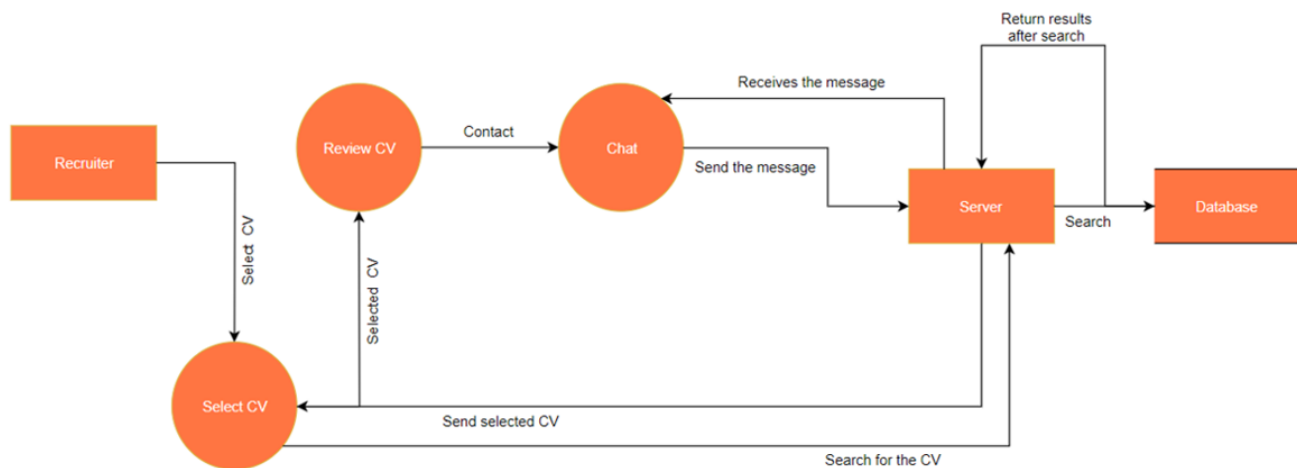 Return results
after search
Receives the message
Contact
Recruiter
Review CV
Chat
Send the message
Server
Search
Database
Select CV
Selected CV
Select CV
Send selected CV
Search for the CV